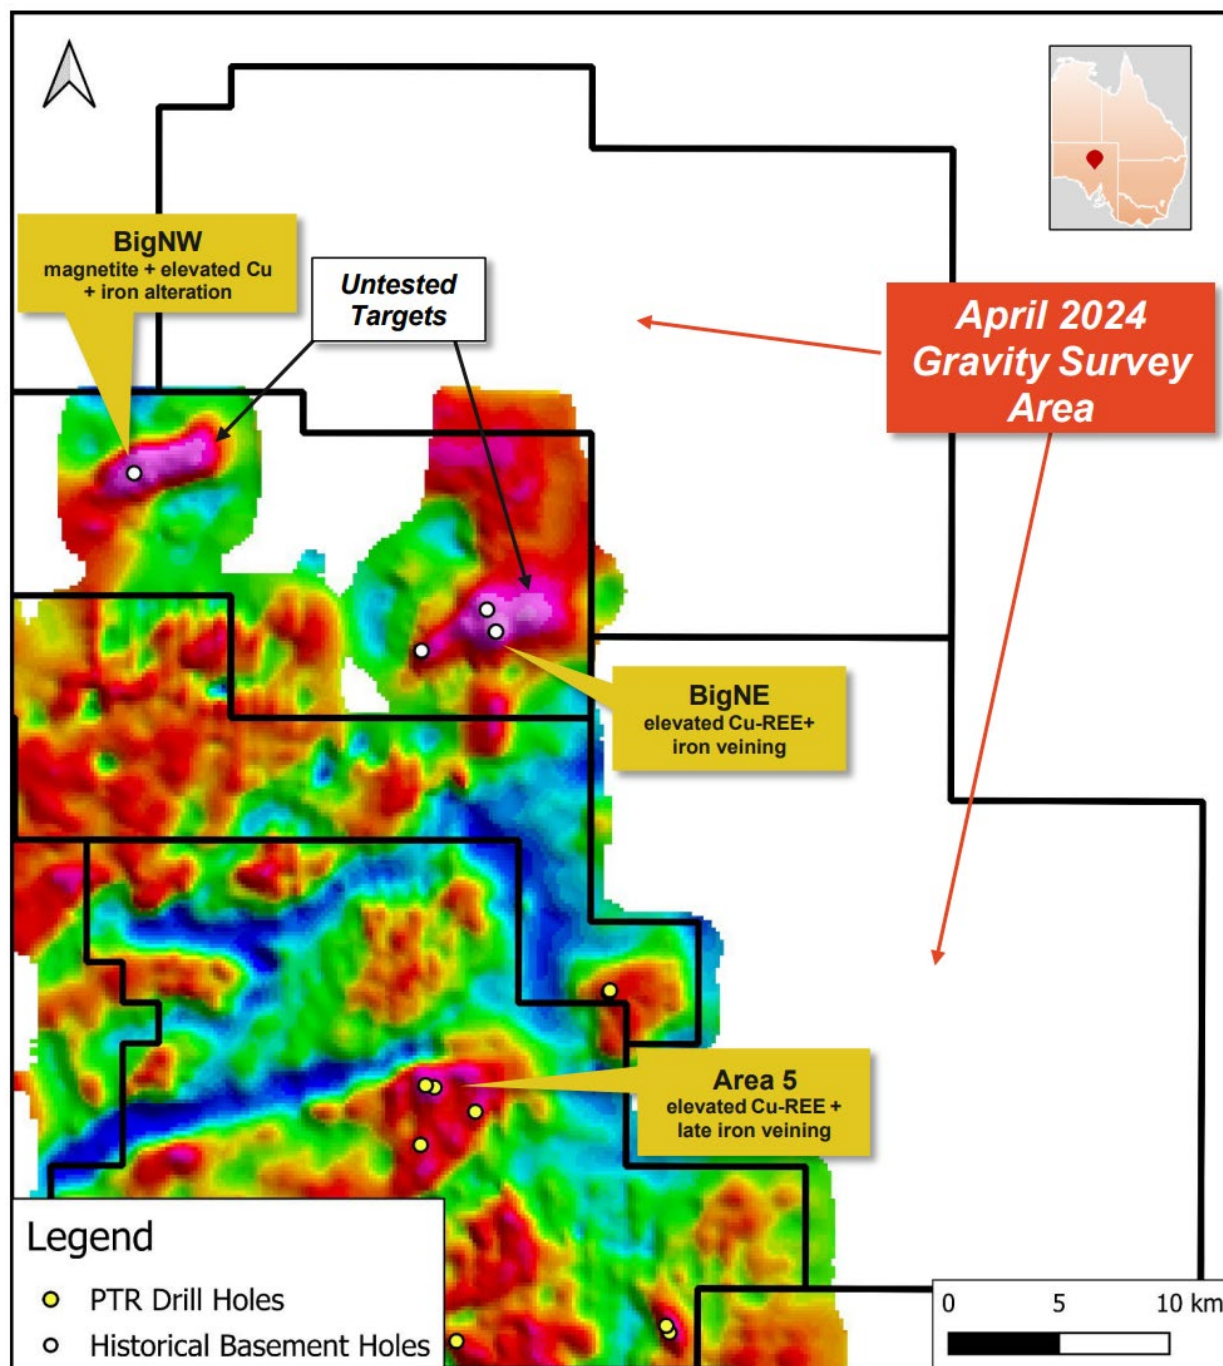 BigNW
magnetite + elevated Cu
+ iron alteration
Untested
Targets
April 2024
Gravity Survey
Area
BigNE
elevated Cu-REE+
iron veining
Area 5
elevated Cu-REE +
late iron veining
Legend
PTR Drill Holes
Historical Basement Holes
0 5 10 km